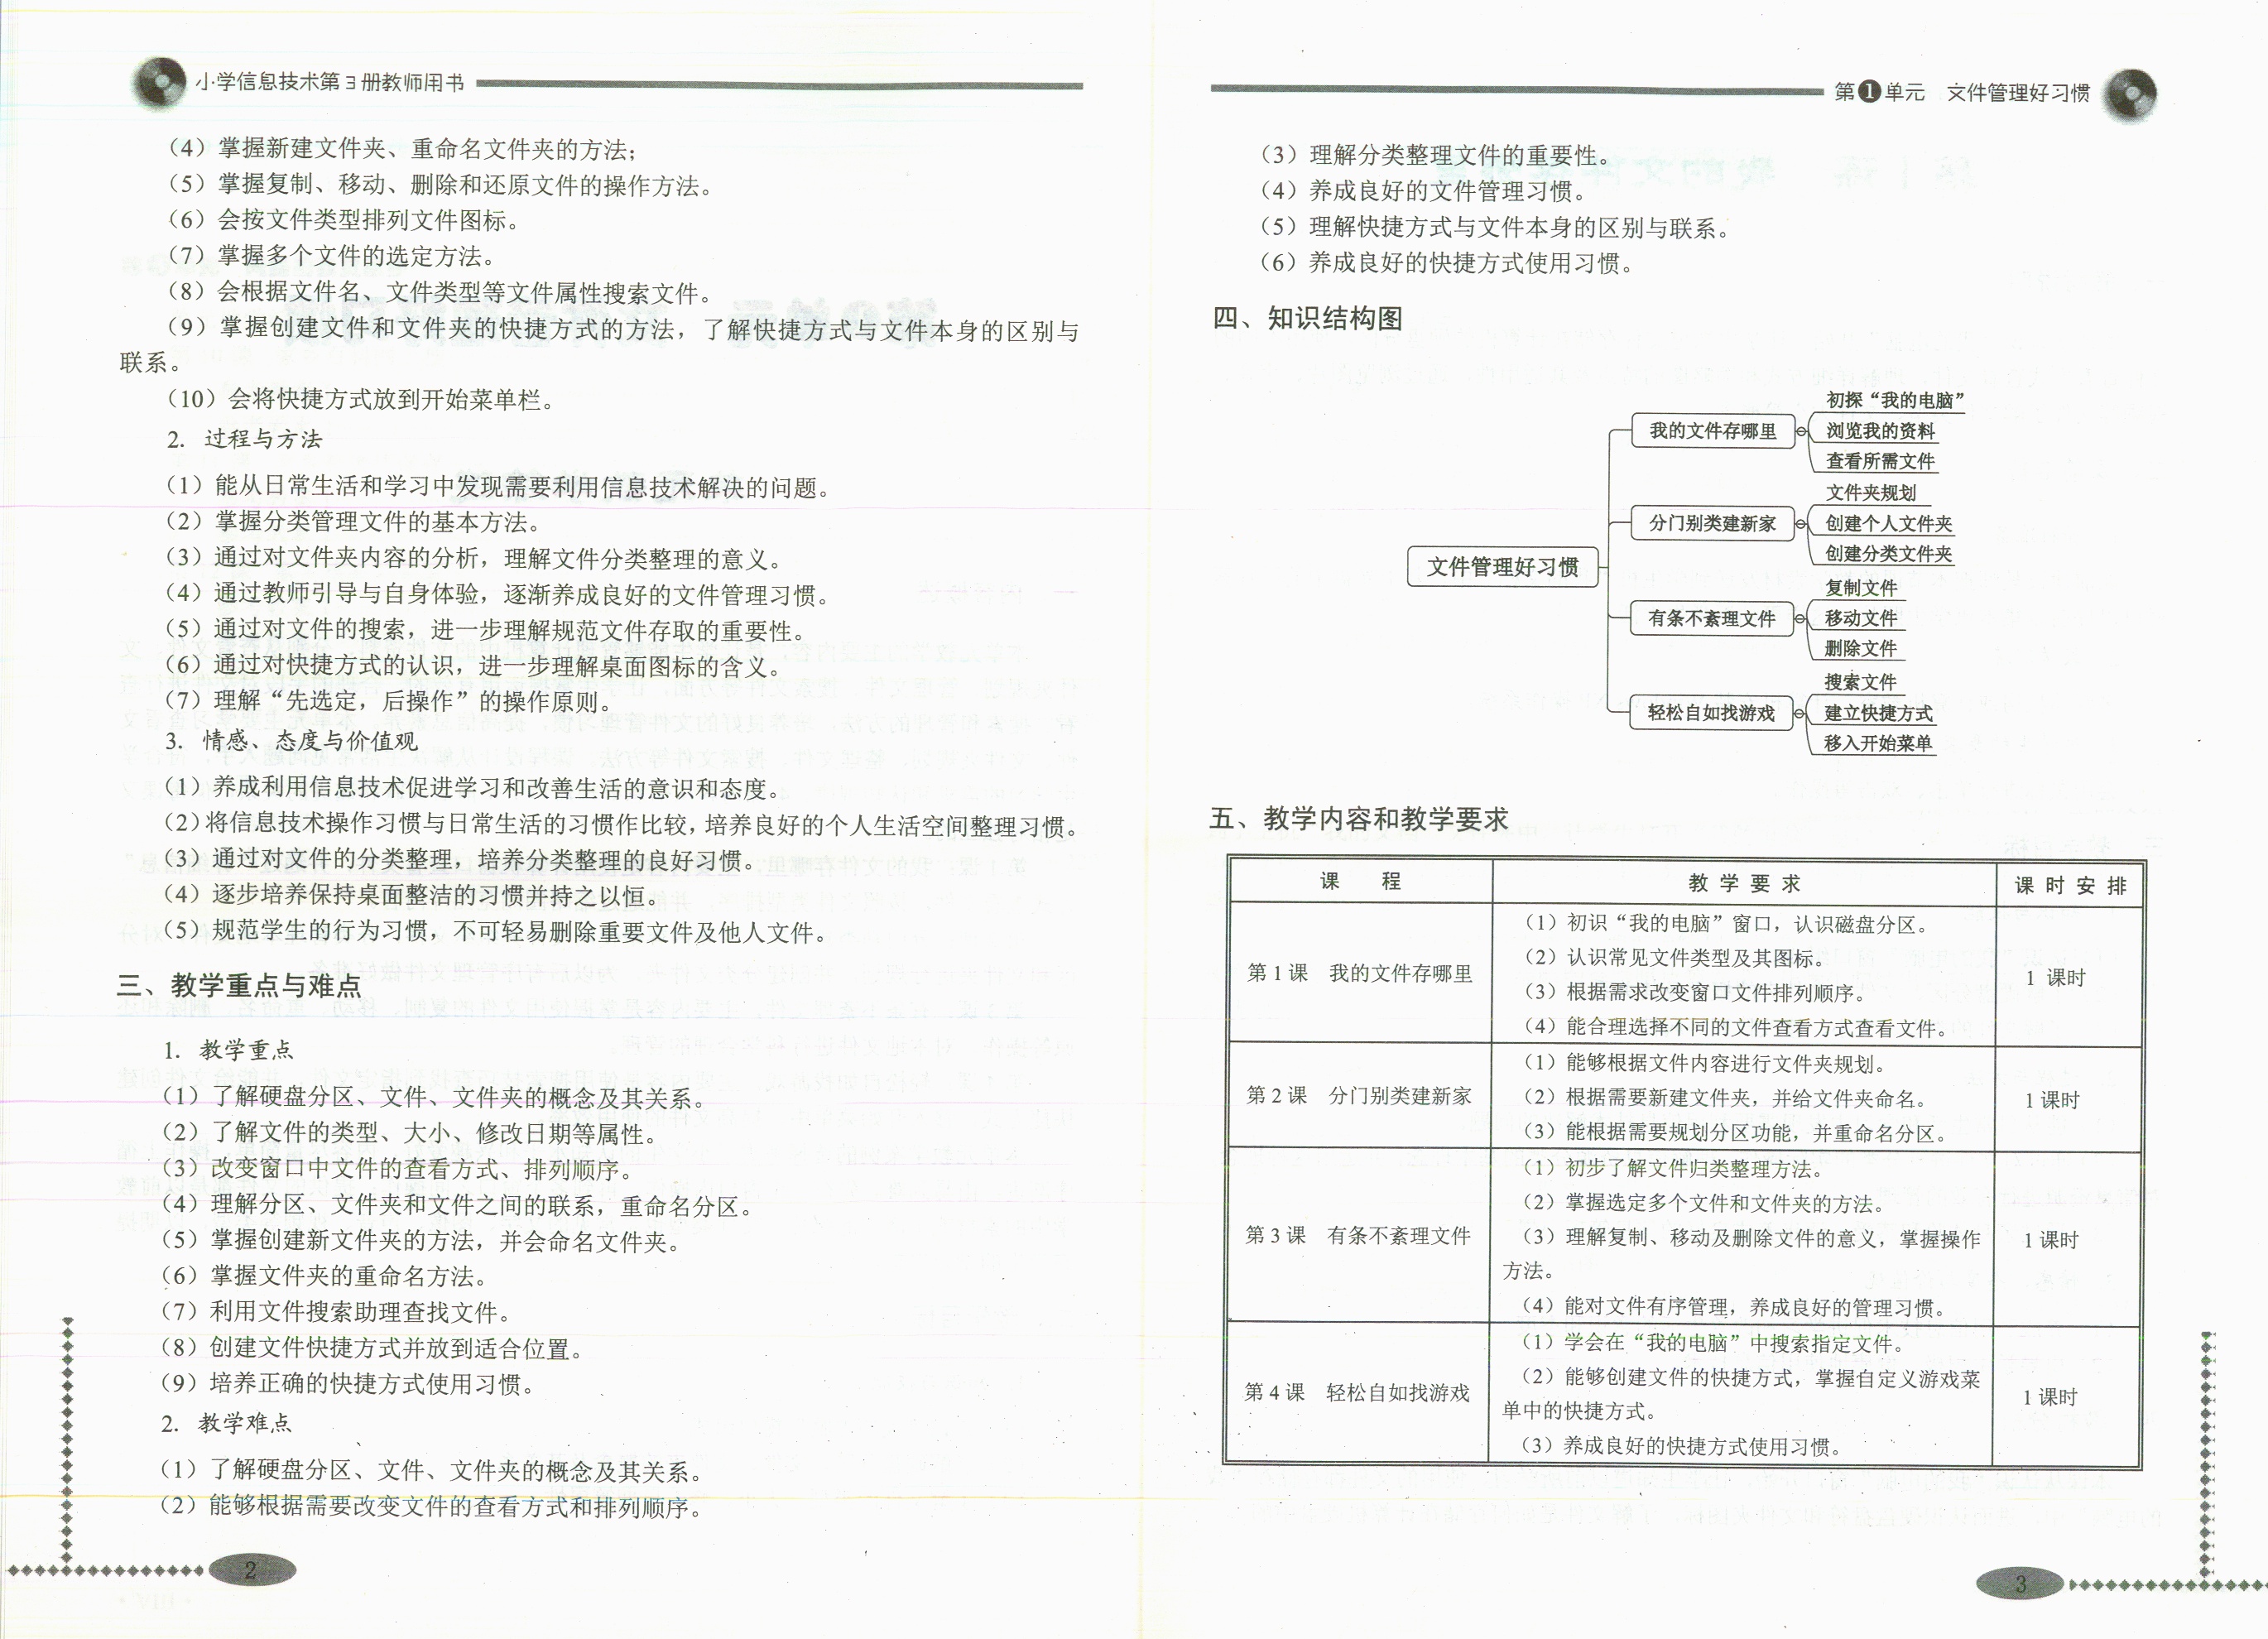 小学信息技术第3册教师用书
（4）掌握新建文件夹、重命名文件夹的方法；
（5）掌握复制、移动、删除和还原文件的操作方法。
（6）会按文件类型排列文件图标。
（7）掌握多个文件的选定方法。
（8）会根据文件名、文件类型等文件属性搜索文件。
（9）掌握创建文件和文件夹的快捷方式的方法，了解快捷方式与文件本身的区别与
联系。
（10）会将快捷方式放到开始菜单栏。
2. 过程与方法
（1）能从日常生活和学习中发现需要利用信息技术解决的问题。
（2）掌握分类管理文件的基本方法。
（3）通过对文件夹内容的分析，理解文件分类整理的意义。
（4）通过教师引导与自身体验，逐渐养成良好的文件管理习惯。
（5）通过对文件的搜索，进一步理解规范文件存取的重要性。
（6）通过对快捷方式的认识，进一步理解桌面图标的含义。
（7）理解“先选定，后操作”的操作原则。
3. 情感、态度与价值观
（1）养成利用信息技术促进学习和改善生活的意识和态度。
（2）将信息技术操作习惯与日常生活的习惯作比较，培养良好的个人生活空间整理习惯。
（3）通过对文件的分类整理，培养分类整理的良好习惯。
（4）逐步培养保持桌面整洁的习惯并持之以恒。
（5）规范学生的行为习惯，不可轻易删除重要文件及他人文件。
三、教学重点与难点
1. 教学重点
（1）了解硬盘分区、文件、文件夹的概念及其关系。
（2）了解文件的类型、大小、修改日期等属性。
（3）改变窗口中文件的查看方式、排列顺序。
（4）理解分区、文件夹和文件之间的联系，重命名分区。
（5）掌握创建新文件夹的方法，并会命名文件夹。
（6）掌握文件夹的重命名方法。
（7）利用文件搜索助理查找文件。
（8）创建文件快捷方式并放到适合位置。
（9）培养正确的快捷方式使用习惯。
2. 教学难点
（1）了解硬盘分区、文件、文件夹的概念及其关系。
（2）能够根据需要改变文件的查看方式和排列顺序。
2
第1单元 文件管理好习惯
（3）理解分类整理文件的重要性。
（4）养成良好的文件管理习惯。
（5）理解快捷方式与文件本身的区别与联系。
（6）养成良好的快捷方式使用习惯。
四、知识结构图
文件管理好习惯
我的文件存哪里
初探“我的电脑”
浏览我的资料
查看所需文件
分门别类建新家
文件夹规划
创建个人文件夹
创建分类文件夹
有条不紊理文件
复制文件
移动文件
删除文件
轻松自如找游戏
搜索文件
建立快捷方式
移入开始菜单
五、教学内容和教学要求
课 程 教学要求 课时安排
第1课 我的文件存哪里
（1）初识“我的电脑”窗口，认识磁盘分区。
（2）认识常见文件类型及其图标。
（3）根据需求改变窗口文件排列顺序。
（4）能合理选择不同的文件查看方式查看文件。
1 课时
第2课 分门别类建新家
（1）能够根据文件内容进行文件夹规划。
（2）根据需要新建文件夹，并给文件夹命名。
（3）能根据需要规划分区功能，并重命名分区。
1 课时
第3课 有条不紊理文件
（1）初步了解文件归类整理方法。
（2）掌握选定多个文件和文件夹的方法。
（3）理解复制、移动及删除文件的意义，掌握操作
方法。
（4）能对文件有序管理，养成良好的管理习惯。
1 课时
第4课 轻松自如找游戏
（1）学会在“我的电脑”中搜索指定文件。
（2）能够创建文件的快捷方式，掌握自定义游戏菜
单中的快捷方式。
（3）养成良好的快捷方式使用习惯。
1 课时
3